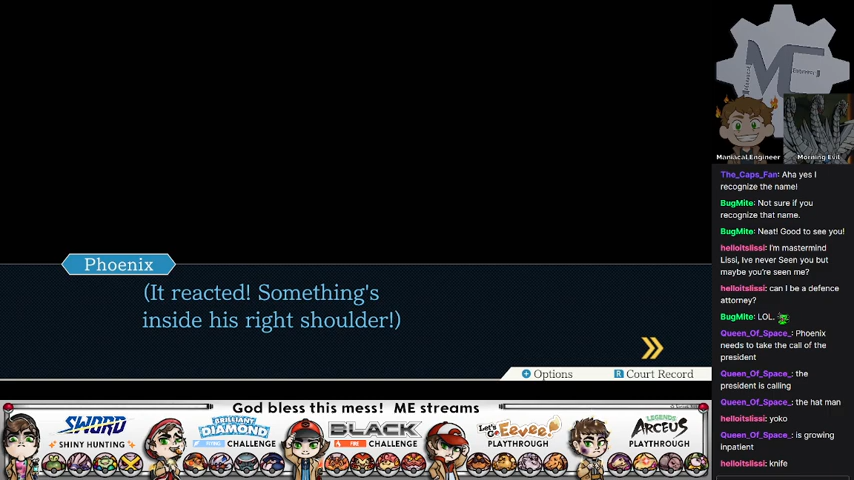 Phoenix
(It reacted! Something's
inside his right shoulder!)
Options
R Court Record
God bless this mess! ME streams
SWORD
SHINY HUNTING
BRILLIANT
DIAMOND
CHALLENGE
BLACK
FIRE CHALLENGE
Let's Go Eevee!
PLAYTHROUGH
LEGENDS
ARCEUS
PLAYTHROUGH
ME
Maniacal Engineer
Morning Evil
The_Caps_Fan: Aha yes I
recognize the name!
BugMite: Not sure if you
recognize that name.
BugMite: Neat! Good to see you!
helloitslissi: I'm mastermind
Lissi, Ive never Seen you but
maybe you're seen me?
helloitslissi: can I be a defence
attorney?
BugMite: LOL.
Queen_Of_Space_: Phoenix
needs to take the call of the
president
Queen_Of_Space_: the
president is calling
Queen_Of_Space_: the hat man
helloitslissi: yoko
Queen_Of_Space_: is growing
inpatient
helloitslissi: knife